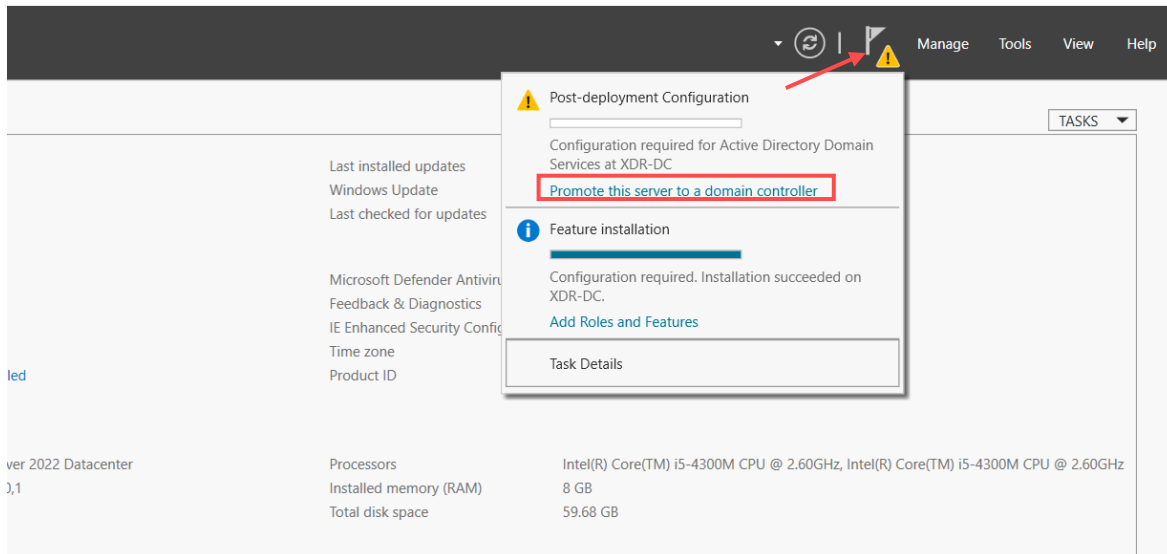 Manage Tools View Help
Post-deployment Configuration
TASKS
Configuration required for Active Directory Domain
Services at XDR-DC
Promote this server to a domain controller
Feature installation
Configuration required. Installation succeeded on
XDR-DC.
Add Roles and Features
Task Details
Last installed updates
Windows Update
Last checked for updates
Microsoft Defender Antiviru
Feedback & Diagnostics
IE Enhanced Security Config
Time zone
led
Product ID
ver 2022 Datacenter
Processors
Intel(R) Core(TM) i5-4300M CPU @ 2.60GHz, Intel(R) Core(TM) i5-4300M CPU @ 2.60GHz
0,1
Installed memory (RAM)
8 GB
Total disk space
59.68 GB